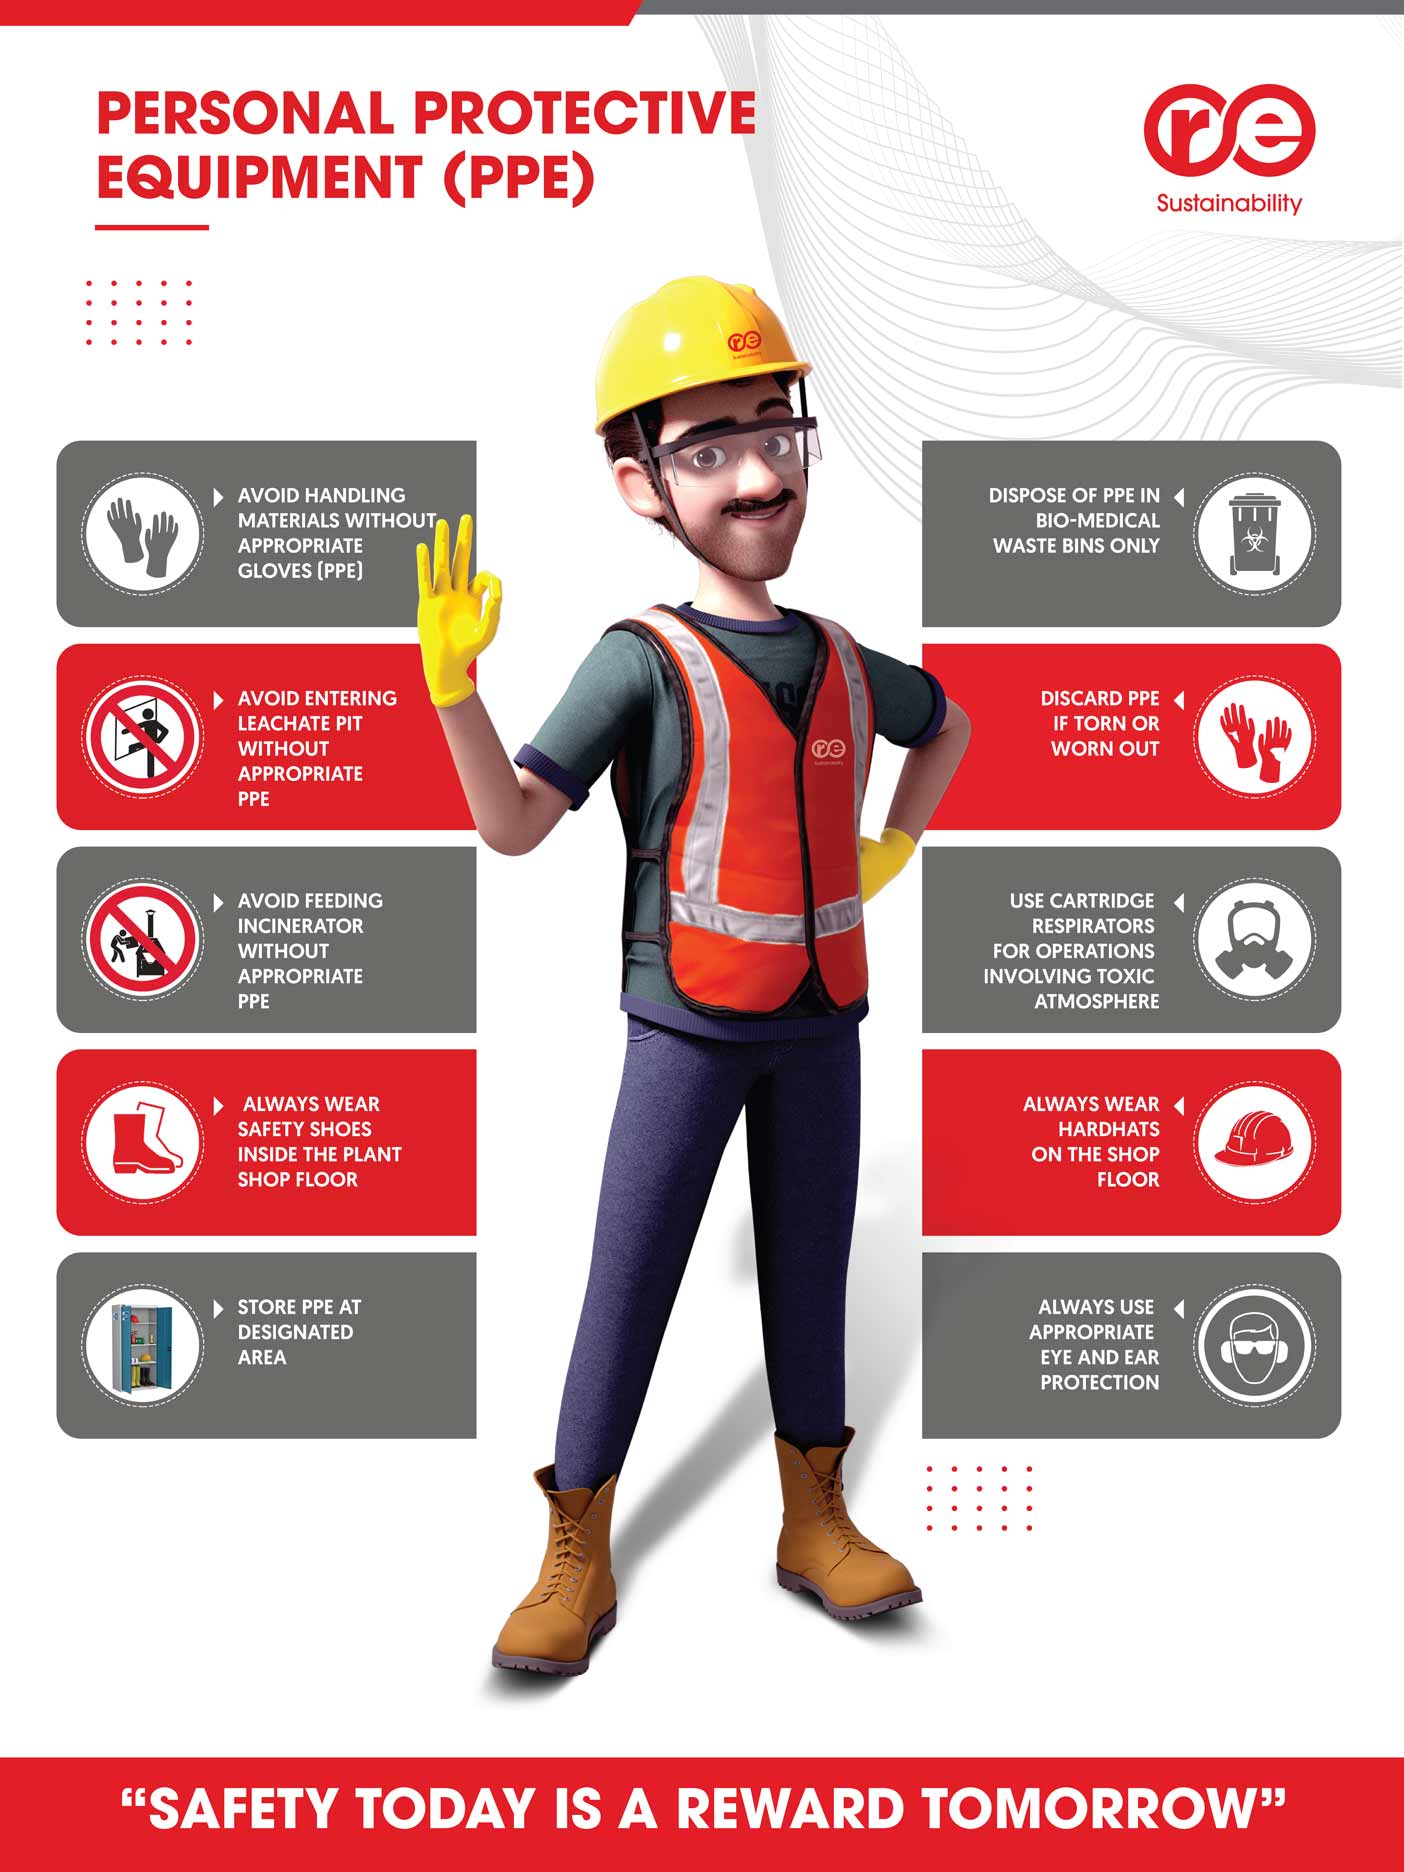 PERSONAL PROTECTIVE
EQUIPMENT (PPE)
re
Sustainability
re
Sustainability
AVOID HANDLING
MATERIALS WITHOUT
APPROPRIATE
GLOVES (PPE)
DISPOSE OF PPE IN
BIO-MEDICAL
WASTE BINS ONLY
AVOID ENTERING
LEACHATE PIT
WITHOUT
APPROPRIATE
PPE
DISCARD PPE
IF TORN OR
WORN OUT
re
Sustainability
AVOID FEEDING
INCINERATOR
WITHOUT
APPROPRIATE
PPE
USE CARTRIDGE
RESPIRATORS
FOR OPERATIONS
INVOLVING TOXIC
ATMOSPHERE
ALWAYS WEAR
SAFETY SHOES
INSIDE THE PLANT
SHOP FLOOR
ALWAYS WEAR
HARDHATS
ON THE SHOP
FLOOR
STORE PPE AT
DESIGNATED
AREA
ALWAYS USE
APPROPRIATE
EYE AND EAR
PROTECTION
“SAFETY TODAY IS A REWARD TOMORROW”